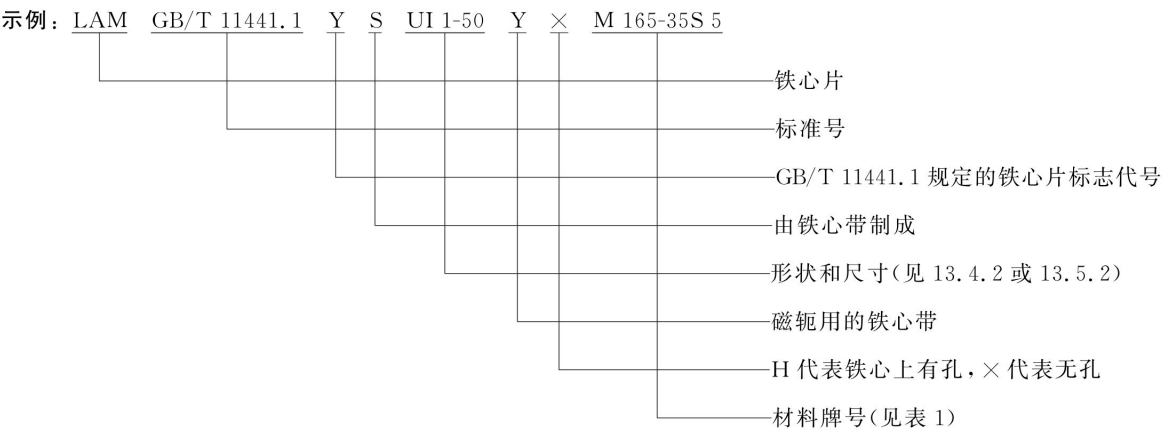 示例: LAM GB/T 11441.1 Y S UI 1-50 Y × M 165-35S 5
铁心片
标准号
GB/T 11441.1 规定的铁心片标志代号
由铁心带制成
形状和尺寸(见 13.4.2 或 13.5.2)
磁轭用的铁心带
H 代表铁心上有孔,× 代表无孔
材料牌号(见表 1)